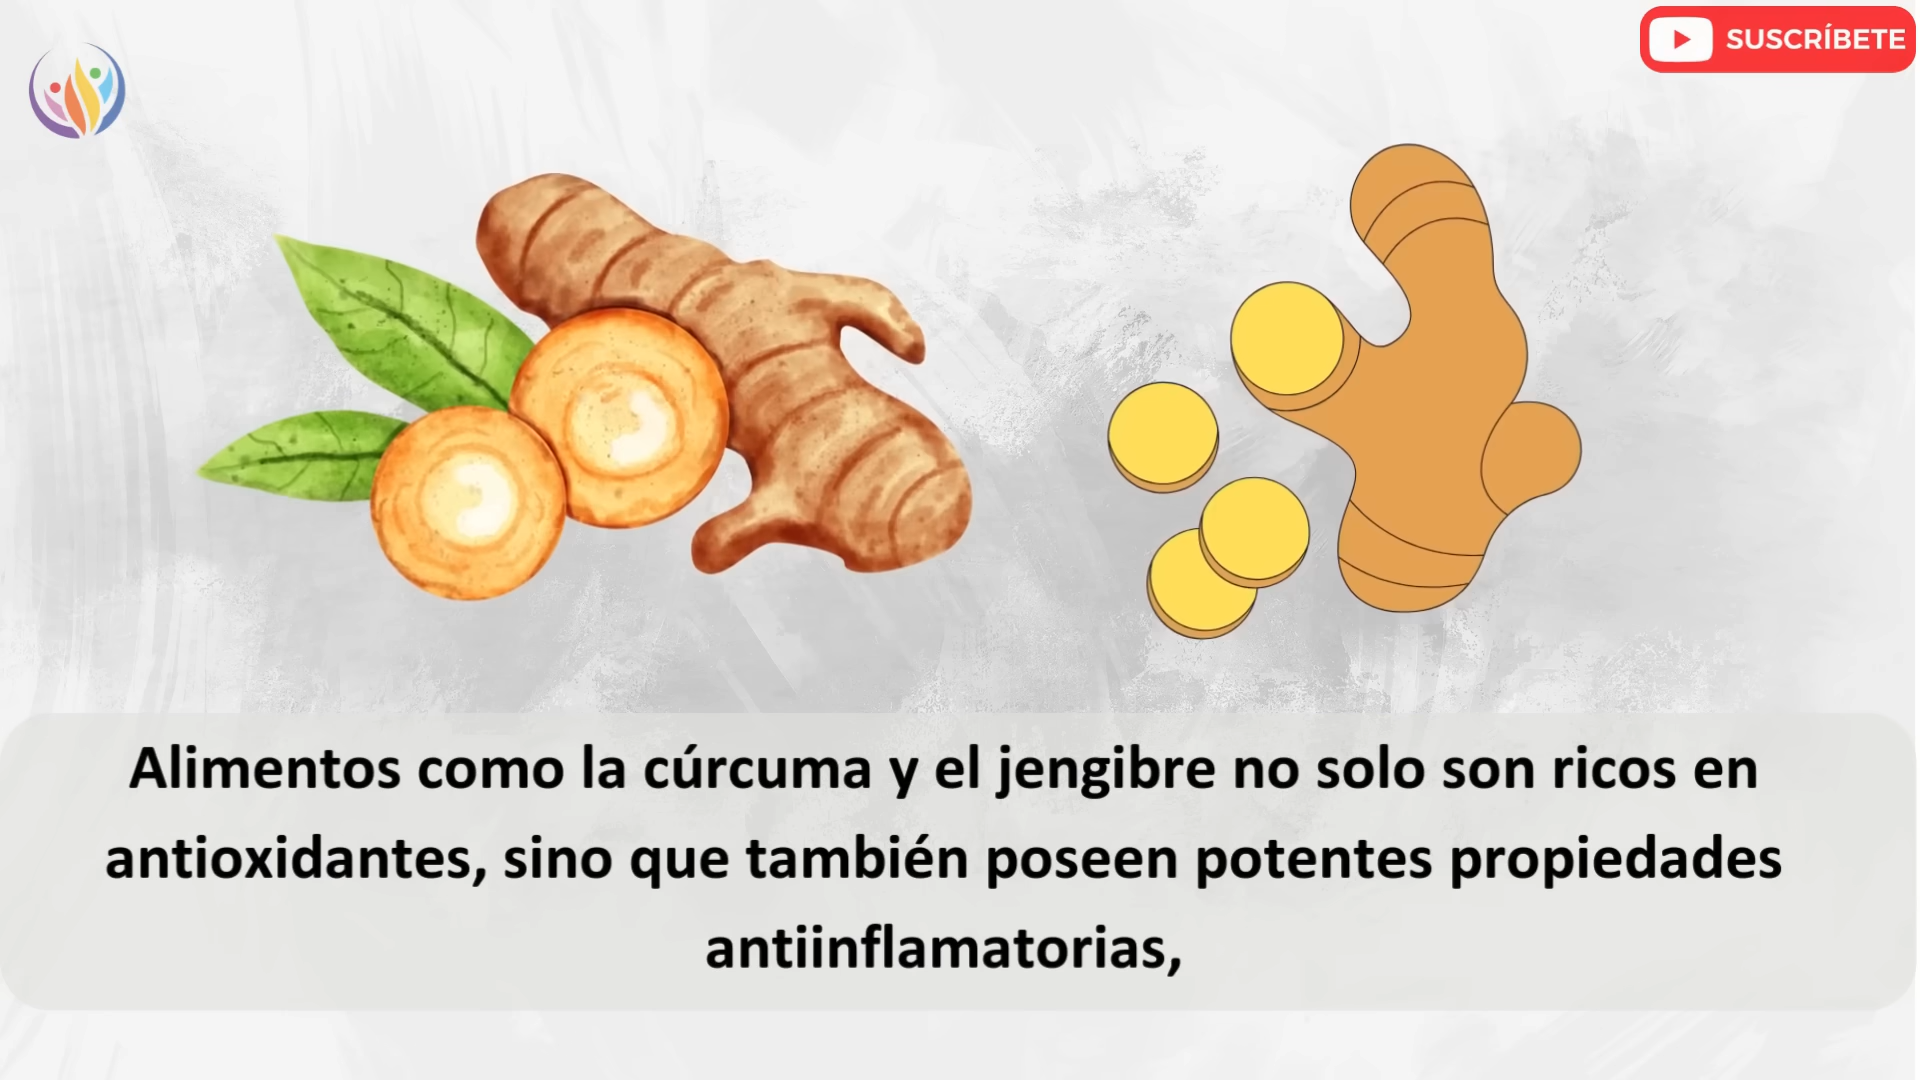 SUSCRÍBETE
Alimentos como la cúrcuma y el jengibre no solo son ricos en
antioxidantes, sino que también poseen potentes propiedades
antiinflamatorias,